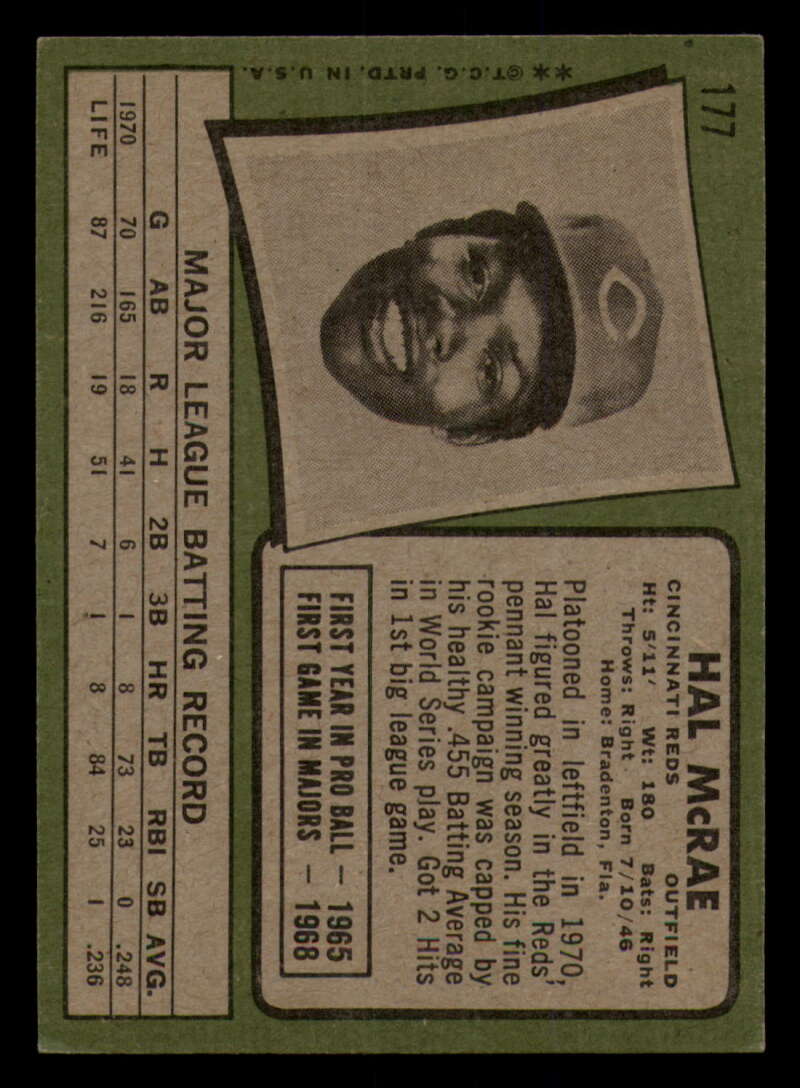 177
**©T.C.G. PRTD. IN U.S.A.
C
HAL McRAE
CINCINNATI REDS OUTFIELD
Ht: 5'11' Wt: 180 Bats: Right
Throws: Right Born 7/10/46
Home: Bradenton, Fla.
Platooned in leftfield in 1970,
Hal figured greatly in the Reds'
pennant winning season. His fine
rookie campaign was capped by
his healthy .455 Batting Average
in World Series play. Got 2 Hits
in 1st big league game.
FIRST YEAR IN PRO BALL — 1965
FIRST GAME IN MAJORS — 1968
MAJOR LEAGUE BATTING RECORD
G AB R H 2B 3B HR TB RBI SB AVG.
1970 70 165 18 41 6 1 8 73 23 0 .248
LIFE 87 216 19 51 7 1 8 84 25 1 .236